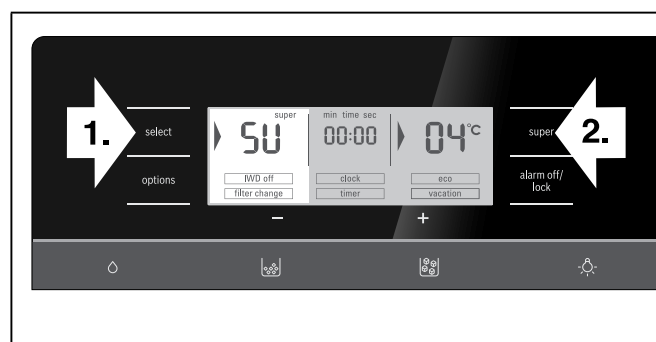 1.
select
options
super
SU
IWD off
filter change
min time sec
00:00
clock
timer
04°C
eco
vacation
super
2.
alarm off/
lock
− +